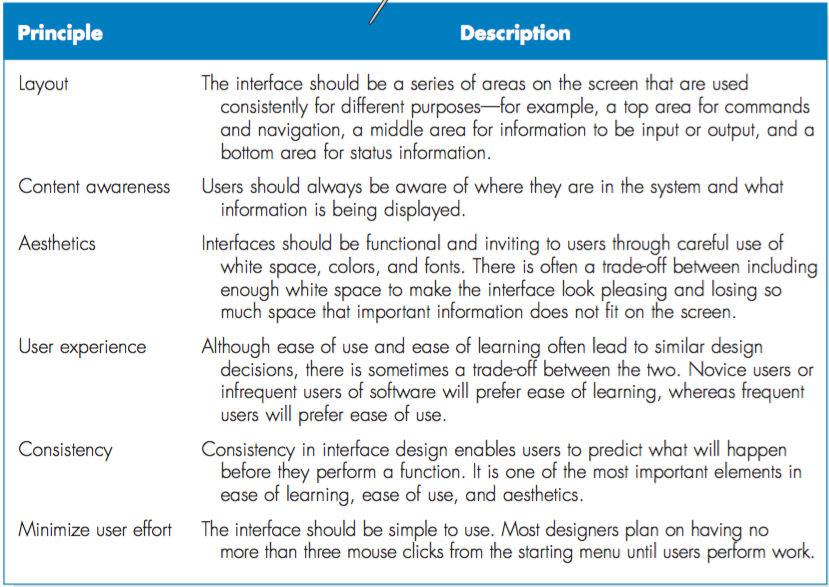 Principle Description
Layout The interface should be a series of areas on the screen that are used
consistently for different purposes—for example, a top area for commands
and navigation, a middle area for information to be input or output, and a
bottom area for status information.
Content awareness Users should always be aware of where they are in the system and what
information is being displayed.
Aesthetics Interfaces should be functional and inviting to users through careful use of
white space, colors, and fonts. There is often a trade-off between including
enough white space to make the interface look pleasing and losing so
much space that important information does not fit on the screen.
User experience Although ease of use and ease of learning often lead to similar design
decisions, there is sometimes a trade-off between the two. Novice users or
infrequent users of software will prefer ease of learning, whereas frequent
users will prefer ease of use.
Consistency Consistency in interface design enables users to predict what will happen
before they perform a function. It is one of the most important elements in
ease of learning, ease of use, and aesthetics.
Minimize user effort The interface should be simple to use. Most designers plan on having no
more than three mouse clicks from the starting menu until users perform work.